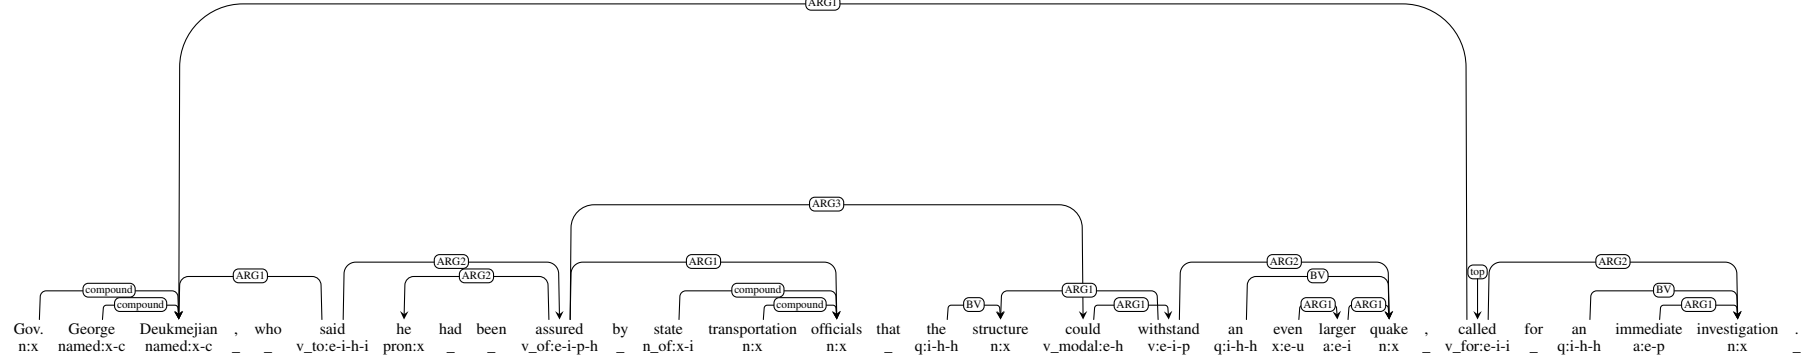 ARG1
ARG3
ARG2 ARG1 ARG2 ARG2
ARG1 ARG2 BV top
compound compound ARG1 BV
compound compound BV ARG1 ARG1 ARG1 ARG1
Gov. George Deukmejian , who said he had been assured by state transportation officials that the structure could withstand an even larger quake , called for an immediate investigation .
n:x named:x-c named:x-c _ _ v_to:e-i-h-i pron:x _ _ v_of:e-i-p-h _ n_of:x-i n:x n:x _ q:i-h-h n:x v_modal:e-h v:e-i-p q:i-h-h x:e-u a:e-i n:x _ v_for:e-i-i _ q:i-h-h a:e-p n:x _